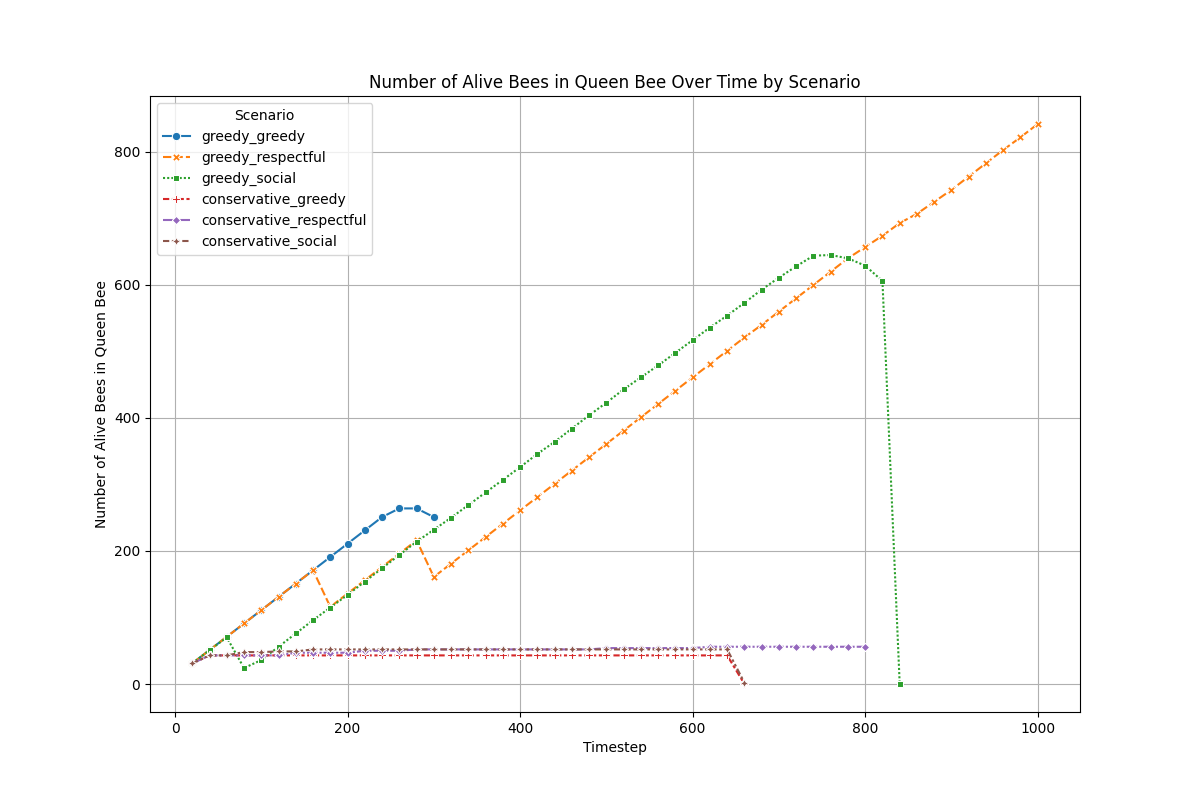 Number of Alive Bees in Queen Bee Over Time by Scenario
Scenario
greedy_greedy
greedy_respectful
greedy_social
conservative_greedy
conservative_respectful
conservative_social
Number of Alive Bees in Queen Bee
800
600
400
200
0
0 200 400 600 800 1000
Timestep